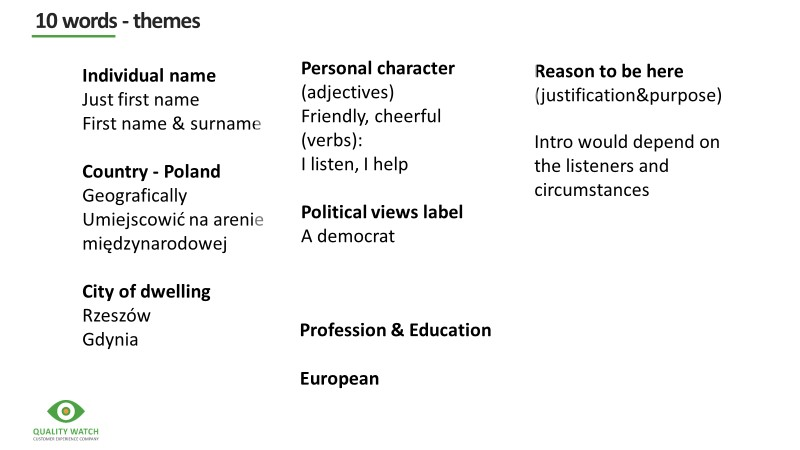 10 words - themes
Individual name
Just first name
First name & surname
Country - Poland
Geografically
Umiejscowić na arenie
międzynarodowej
City of dwelling
Rzeszów
Gdynia
Personal character
(adjectives)
Friendly, cheerful
(verbs):
I listen, I help
Political views label
A democrat
Profession & Education
European
Reason to be here
(justification&purpose)
Intro would depend on
the listeners and
circumstances
QUALITY WATCH
CUSTOMER EXPERIENCE COMPANY